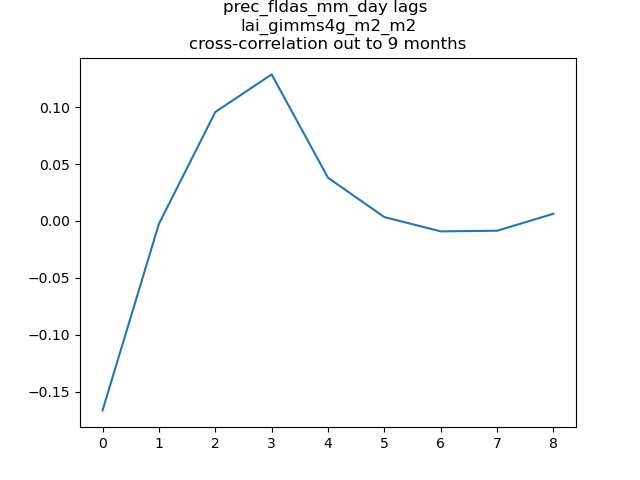 prec_fldas_mm_day lags
lai_gimms4g_m2_m2
cross-correlation out to 9 months
0.10
0.05
0.00
−0.05
−0.10
−0.15
0 1 2 3 4 5 6 7 8